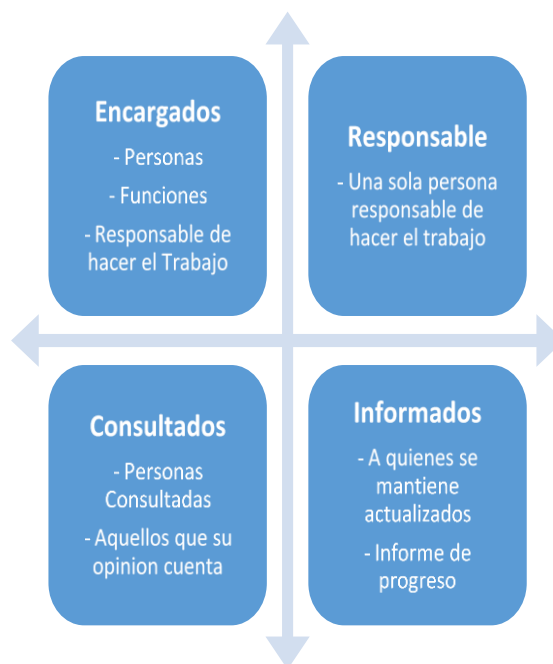 Encargados
- Personas
- Funciones
- Responsable de
hacer el Trabajo
Responsable
- Una sola persona
responsable de
hacer el trabajo
Consultados
- Personas
Consultadas
- Aquellos que su
opinion cuenta
Informados
- A quienes se
mantiene
actualizados
- Informe de
progreso